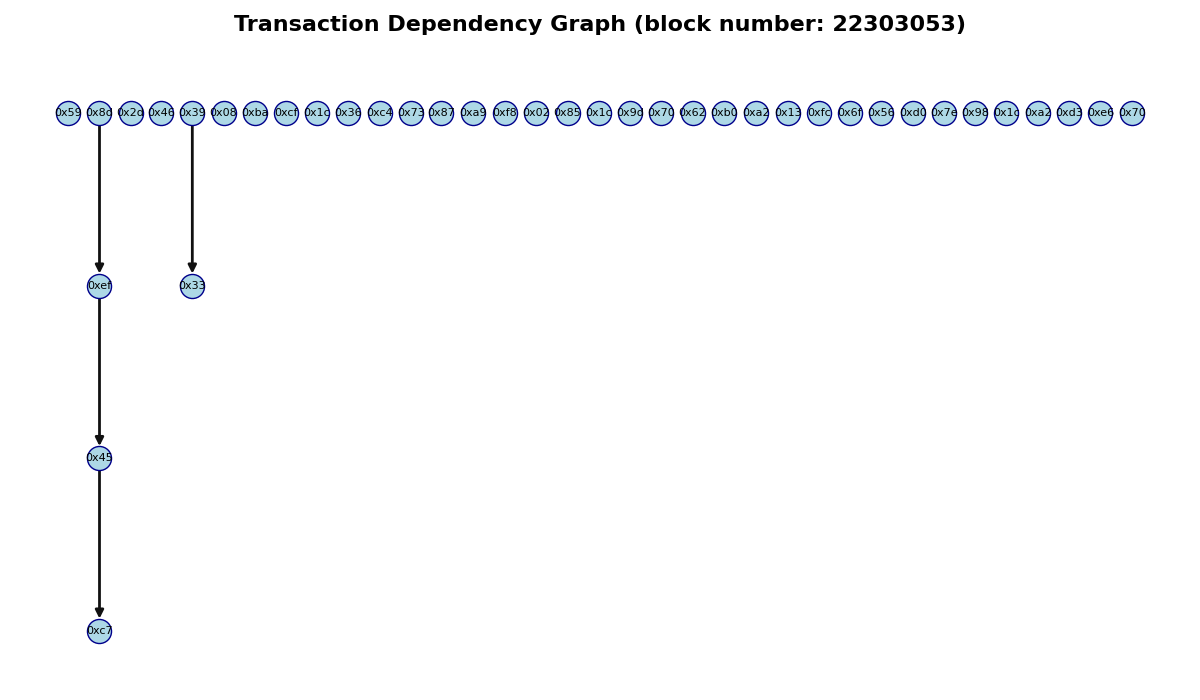 Transaction Dependency Graph (block number: 22303053)
0x59 0x8d 0x2d 0x46 0x39 0x08 0xba 0xcf 0x1c 0x36 0xc4 0x73 0x87 0xa9 0xf8 0x02 0x85 0x1c 0x9d 0x70 0x62 0xb0 0xa2 0x13 0xfc 0x6f 0x56 0xd0 0x7e 0x98 0x1c 0xa2 0xd3 0xe6 0x70
0xef 0x33
0x45
0xc7